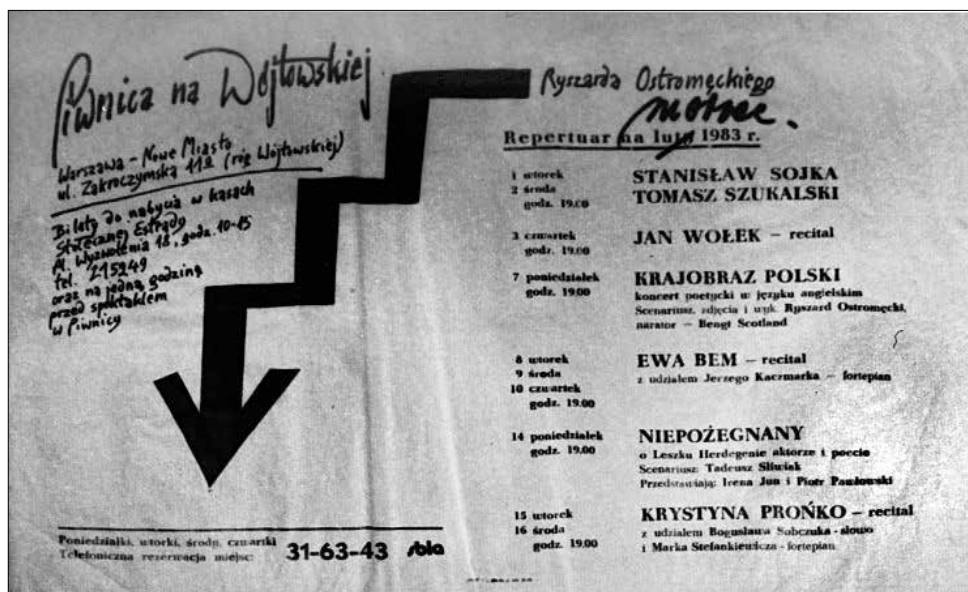 Piwnica na Wójtowskiej
Warszawa - Nowe Miasto
ul. Zakroczymska 11a (róg Wójtowskiej)
Bilety do nabycia w kasach
Stołecznej Estrady
Al. Wyzwolenia 18, godz. 10-15
tel. 215949
oraz na jedną godzinę
przed spektaklem
w Piwnicy
Poniedziałki, wtorki, środy, czwartki
Telefoniczna rezerwacja miejsc: 31-63-43
Ryszarda Ostromęckiego
marzec.
Repertuar na luty 1983 r.
1 wtorek
2 środa
godz. 19.00
STANISŁAW SOJKA
TOMASZ SZUKALSKI
3 czwartek
godz. 19.00
JAN WOŁEK – recital
7 poniedziałek
godz. 19.00
KRAJOBRAZ POLSKI
koncert poetycki w języku angielskim
Scenariusz, zdjęcia i wyk. Ryszard Ostromęcki,
narator – Bengt Scotland
8 wtorek
9 środa
10 czwartek
godz. 19.00
EWA BEM – recital
z udziałem Jerzego Kaczmarka – fortepian
14 poniedziałek
godz. 19.00
NIEPOŻEGNANY
o Leszku Herdegenie aktorze i poecie
Scenariusz: Tadeusz Śliwiak
Przedstawiają: Irena Jun i Piotr Pawłowski
15 wtorek
16 środa
godz. 19.00
KRYSTYNA PROŃKO – recital
z udziałem Bogusława Sobczuka - słowo
i Marka Stefankiewicza - fortepian